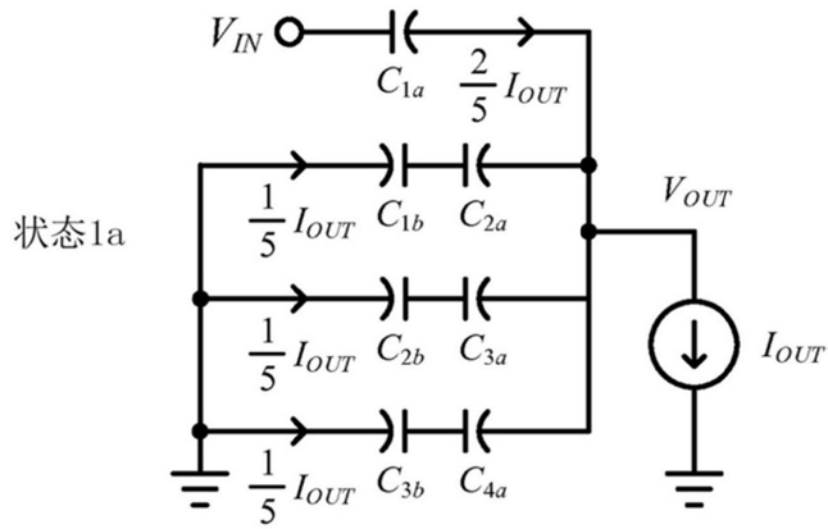 V_IN
C_1a
2/5 I_OUT
1/5 I_OUT
C_1b
C_2a
V_OUT
状态1a
1/5 I_OUT
C_2b
C_3a
I_OUT
1/5 I_OUT
C_3b
C_4a